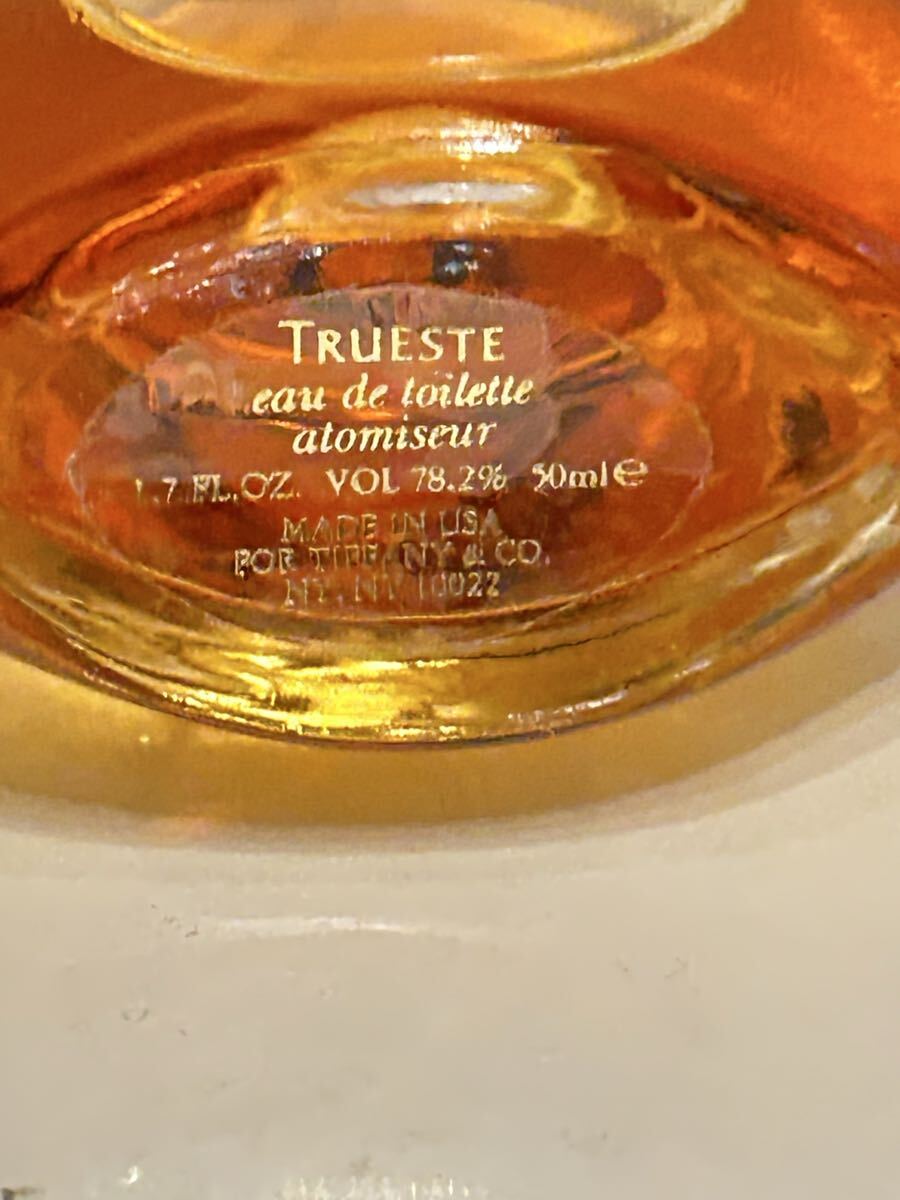 TRUESTE
eau de toilette
atomiseur
1.7 FL.OZ. VOL 78.2% 50ml e
MADE IN USA
FOR TIFFANY & CO.
NY, NY 10022